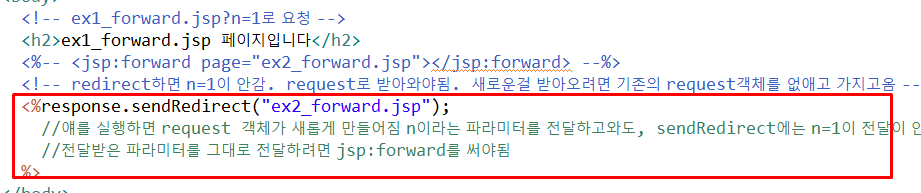 <body>
<!-- ex1_forward.jsp?n=1로 요청 -->
<h2>ex1_forward.jsp 페이지입니다</h2>
<%-- <jsp:forward page="ex2_forward.jsp"></jsp:forward> --%>
<!-- redirect하면 n=1이 안감. request로 받아와야됨. 새로운걸 받아오려면 기존의 request객체를 없애고 가지고옴 --
<%response.sendRedirect("ex2_forward.jsp");
//얘를 실행하면 request 객체가 새롭게 만들어짐 n이라는 파라미터를 전달하고와도, sendRedirect에는 n=1이 전달이
//전달받은 파라미터를 그대로 전달하려면 jsp:forward를 써야됨
%>
</body>